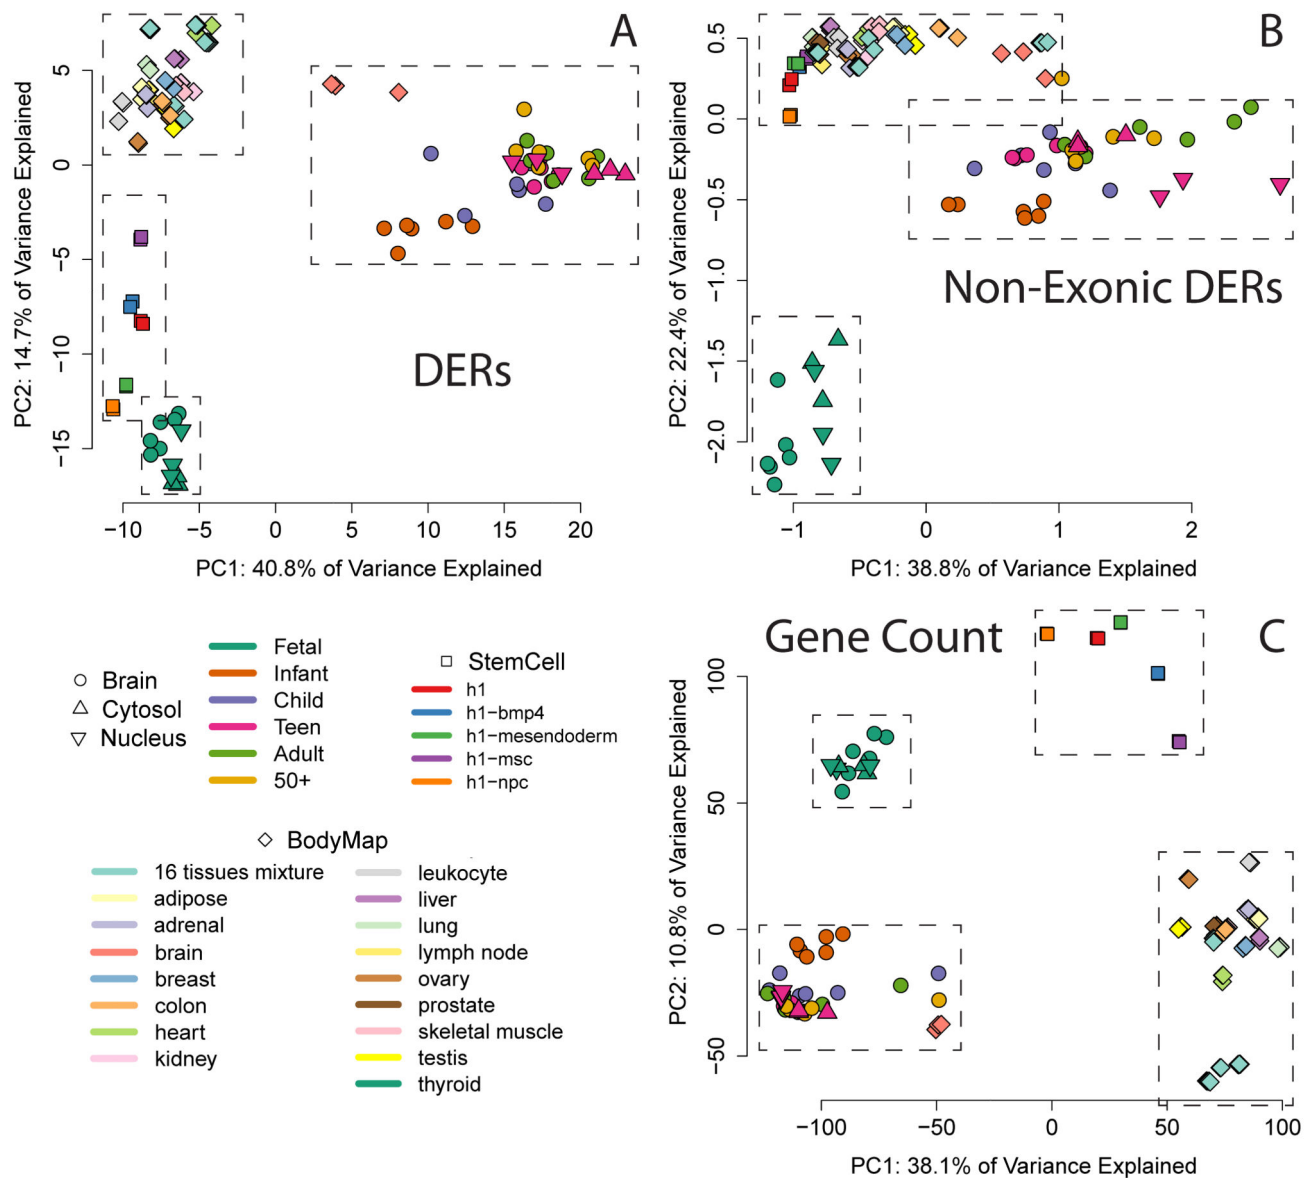 A
PC2: 14.7% of Variance Explained
5
0
−5
−10
−15
DERs
−10 −5 0 5 10 15 20
PC1: 40.8% of Variance Explained
B
PC2: 22.4% of Variance Explained
0.5
0.0
−0.5
−1.0
−1.5
−2.0
Non-Exonic DERs
−1 0 1 2
PC1: 38.8% of Variance Explained
Brain
Cytosol
Nucleus
Fetal
Infant
Child
Teen
Adult
50+
StemCell
h1
h1−bmp4
h1−mesendoderm
h1−msc
h1−npc
BodyMap
16 tissues mixture
adipose
adrenal
brain
breast
colon
heart
kidney
leukocyte
liver
lung
lymph node
ovary
prostate
skeletal muscle
testis
thyroid
Gene Count
C
PC2: 10.8% of Variance Explained
100
50
0
−50
−100 −50 0 50 100
PC1: 38.1% of Variance Explained